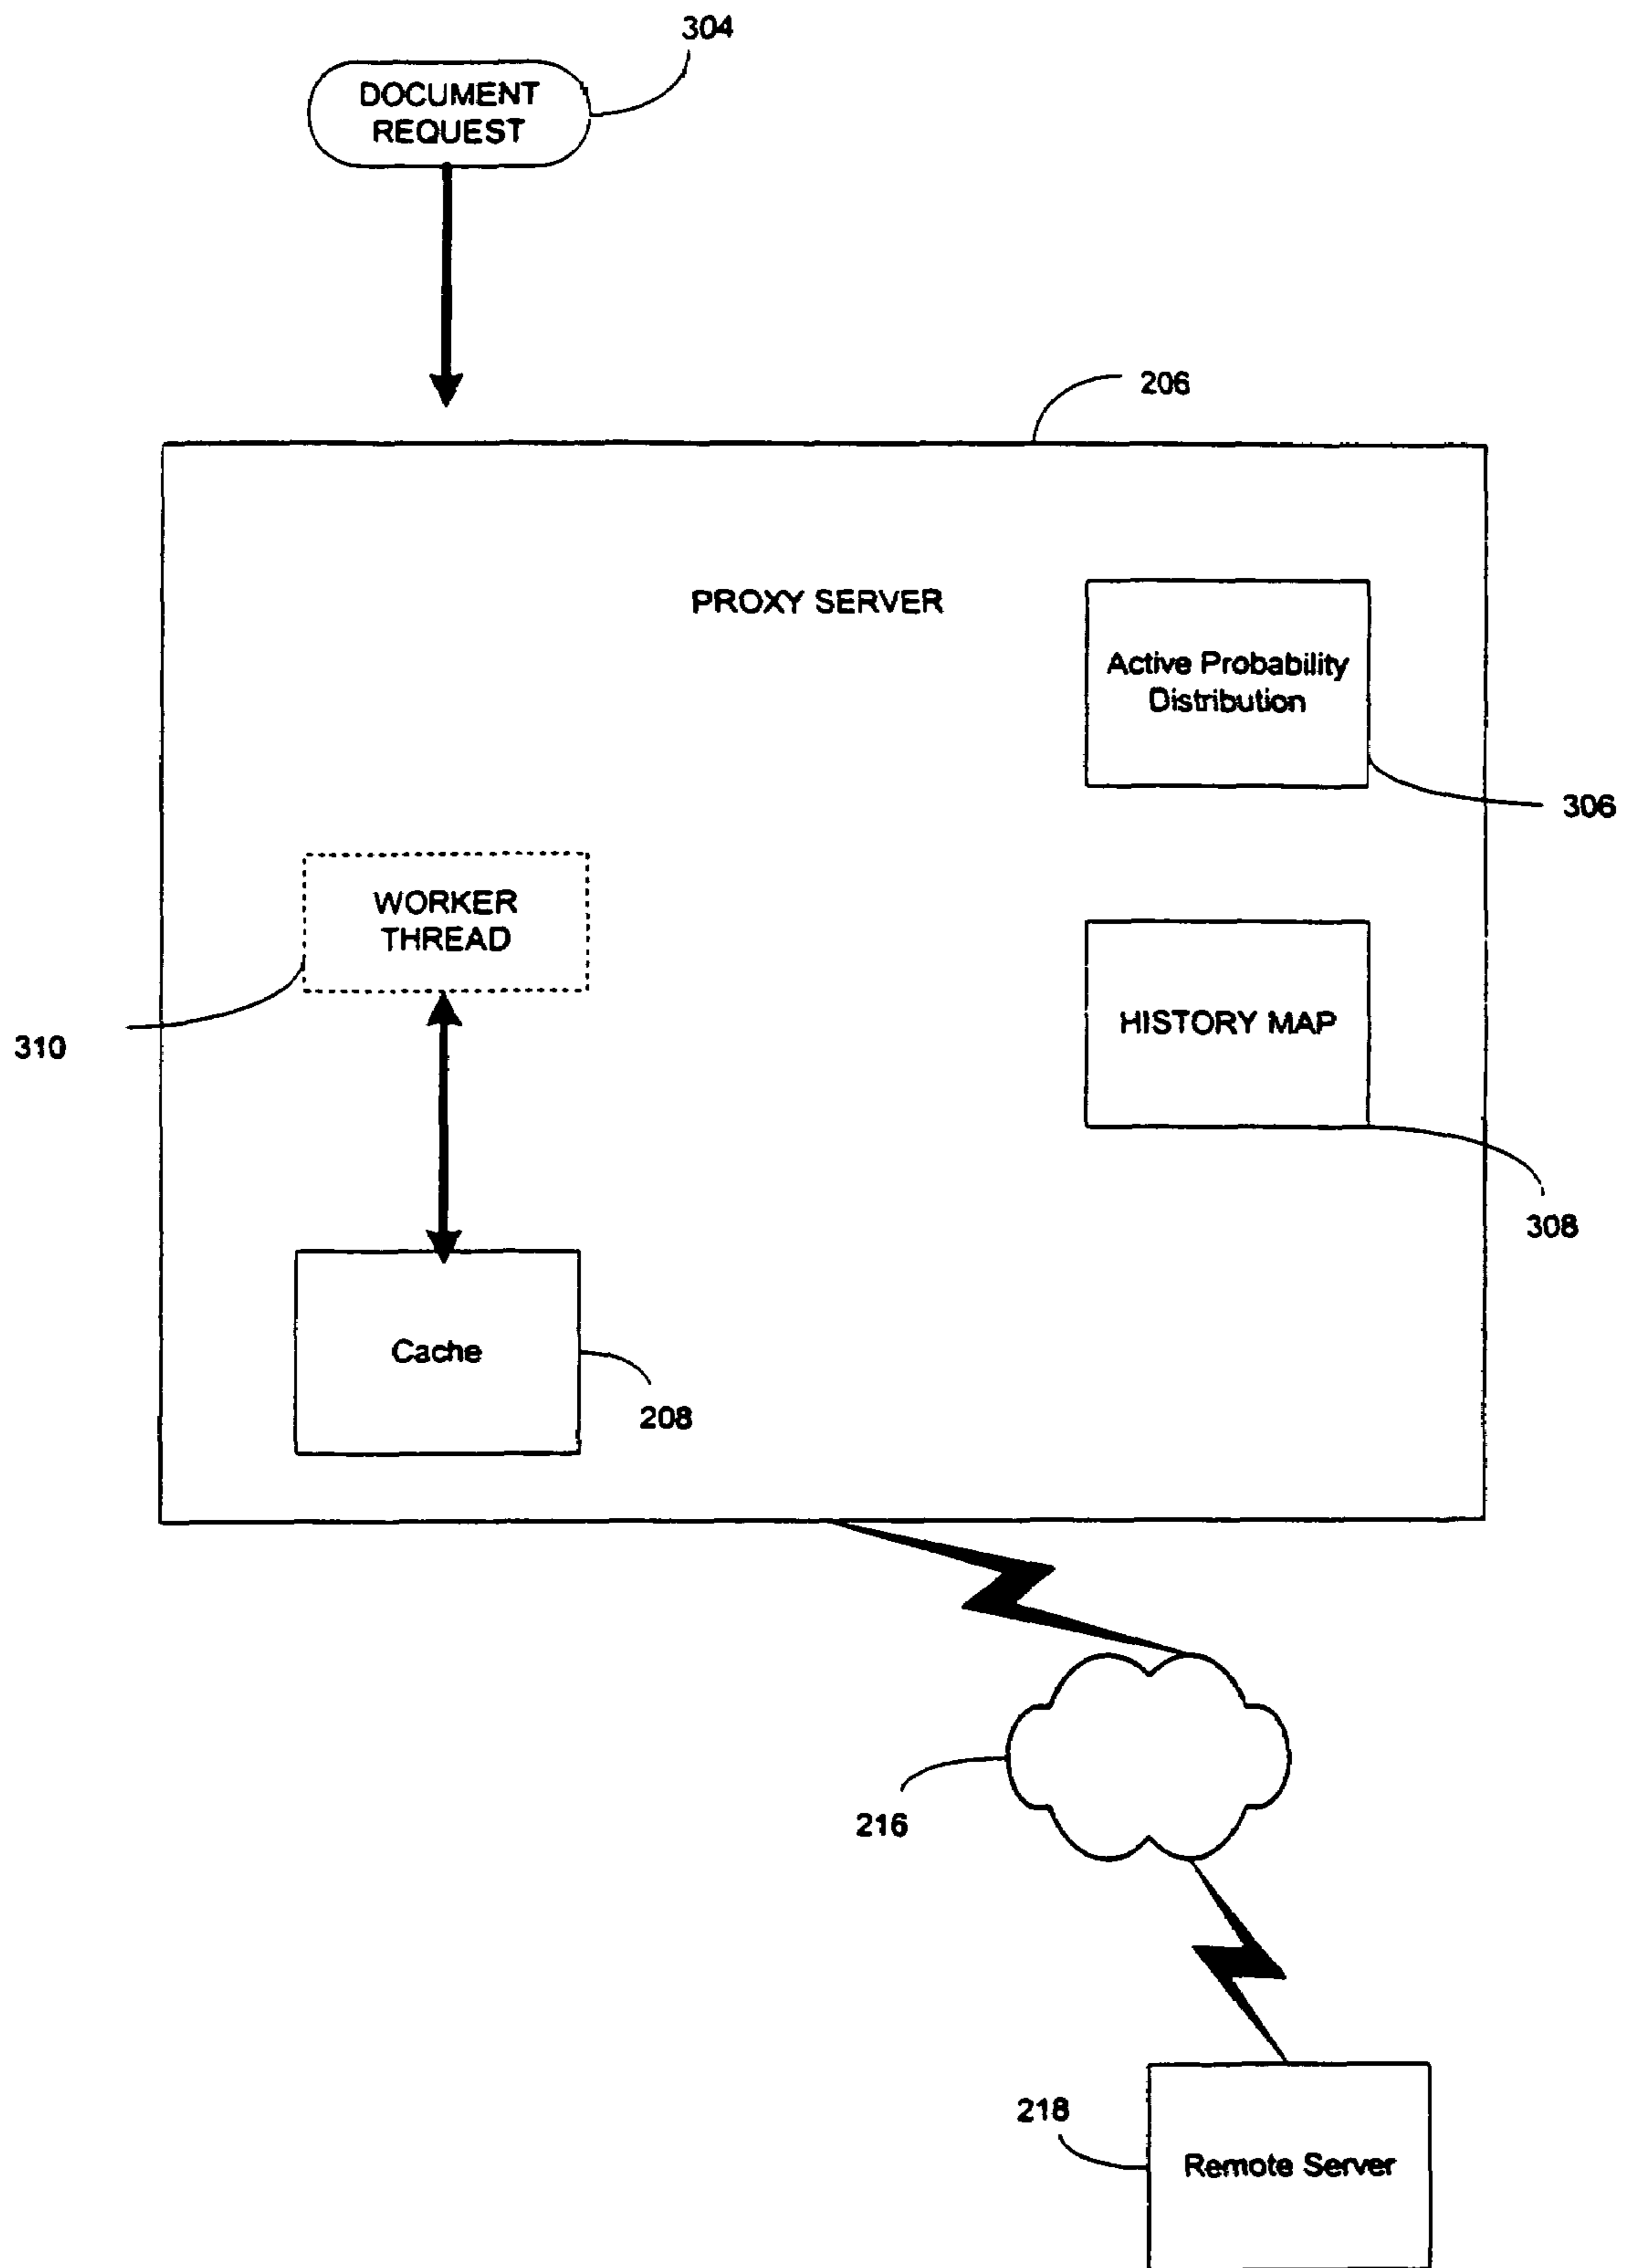 304
DOCUMENT
REQUEST
206
PROXY SERVER
Active Probability
Distribution
306
WORKER
THREAD
HISTORY MAP
310
308
Cache
208
216
218
Remote Server